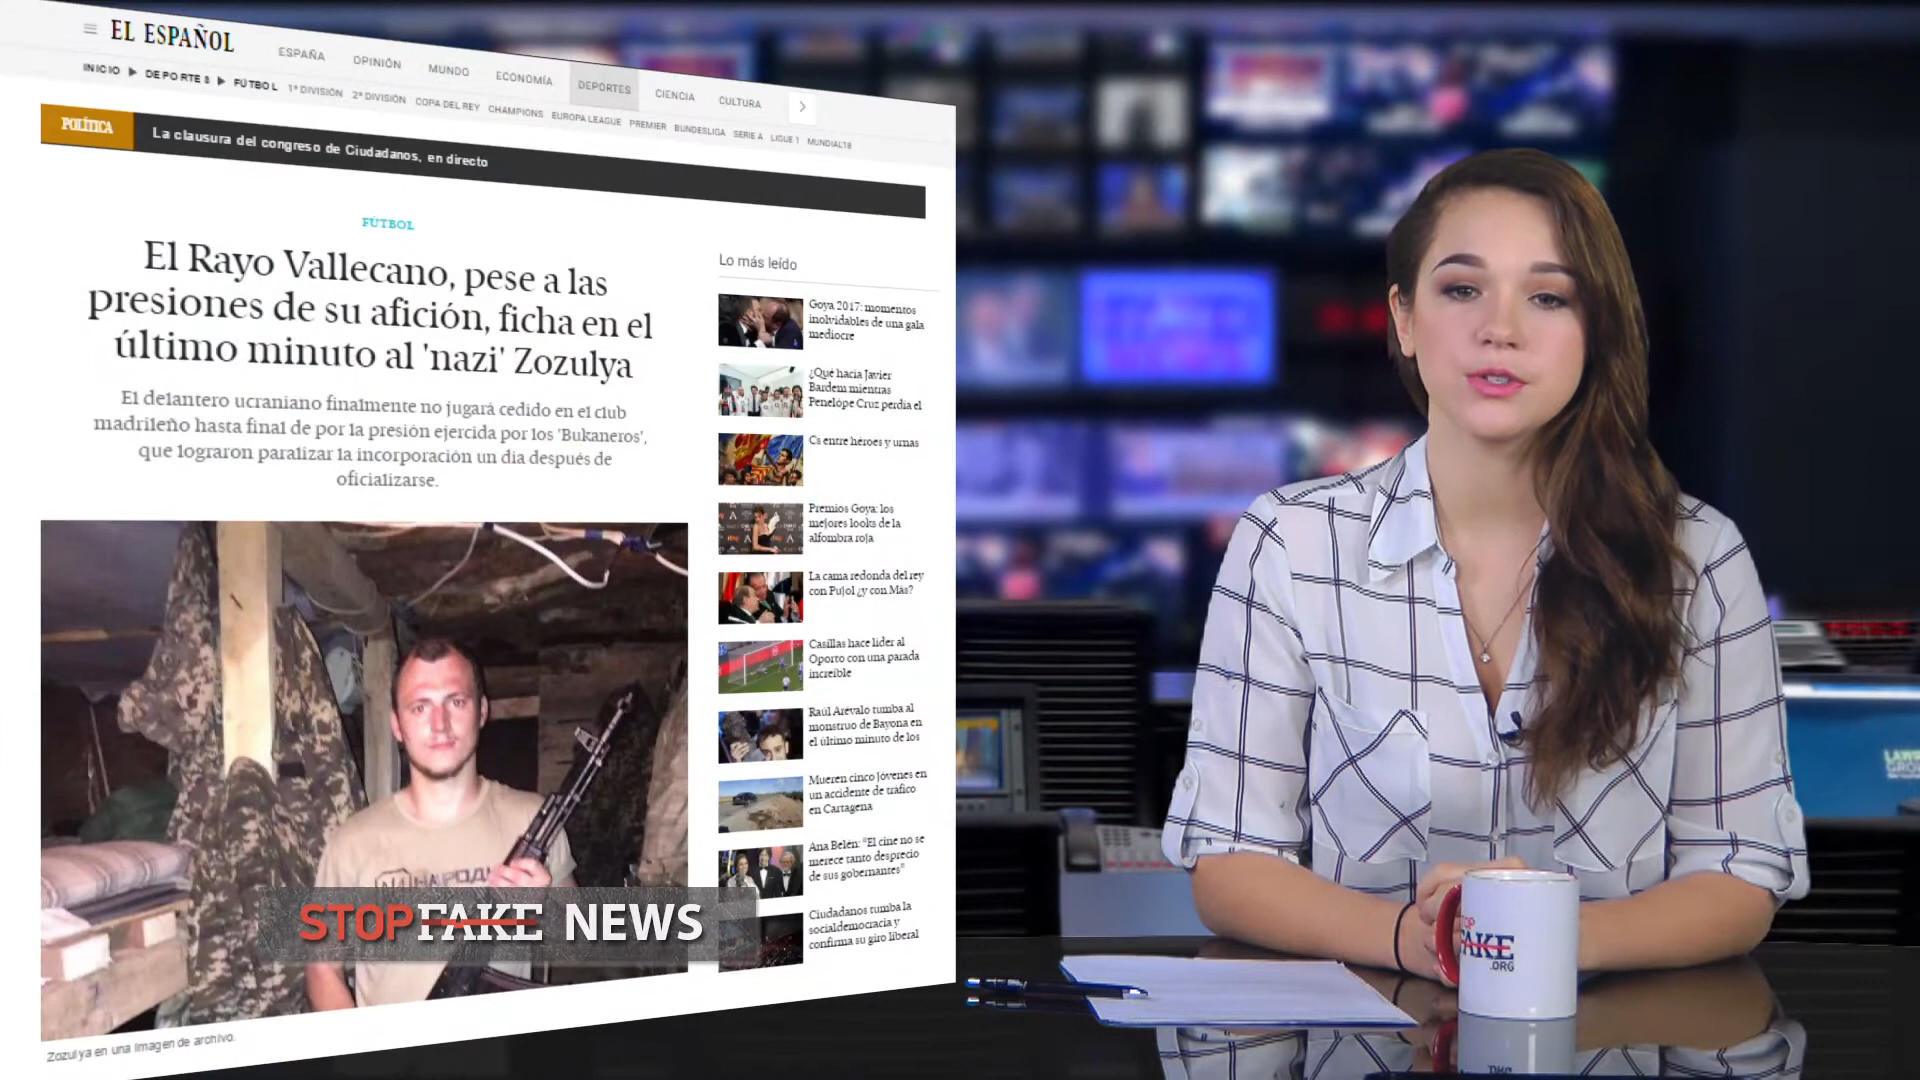 EL ESPAÑOL
ESPAÑA OPINIÓN MUNDO ECONOMÍA DEPORTES CIENCIA CULTURA
INICIO DEPORTES FÚTBOL 1ª DIVISIÓN 2ª DIVISIÓN COPA DEL REY CHAMPIONS EUROPA LEAGUE PREMIER BUNDESLIGA SERIE A LIGUE 1 MUNDIAL'18
POLÍTICA La clausura del congreso de Ciudadanos, en directo
FÚTBOL
El Rayo Vallecano, pese a las
presiones de su afición, ficha en el
último minuto al 'nazi' Zozulya
El delantero ucraniano finalmente no jugará cedido en el club
madrileño hasta final de por la presión ejercida por los 'Bukaneros',
que lograron paralizar la incorporación un día después de
oficializarse.
Zozulya en una imagen de archivo.
Lo más leído
Goya 2017: momentos
inolvidables de una gala
mediocre
¿Qué hacía Javier
Bardem mientras
Penélope Cruz perdía el
Cs entre héroes y urnas
Premios Goya: los
mejores looks de la
alfombra roja
La cama redonda del rey
con Pujol ¿y con Más?
Casillas hace líder al
Oporto con una parada
increíble
Raúl Arévalo tumba al
monstruo de Bayona en
el último minuto de los
Mueren cinco jóvenes en
un accidente de tráfico
en Cartagena
Ana Belén: "El cine no se
merece tanto desprecio
de sus gobernantes"
Ciudadanos tumba la
socialdemocracia y
confirma su giro liberal
STOPFAKE NEWS
STOP
FAKE
.ORG